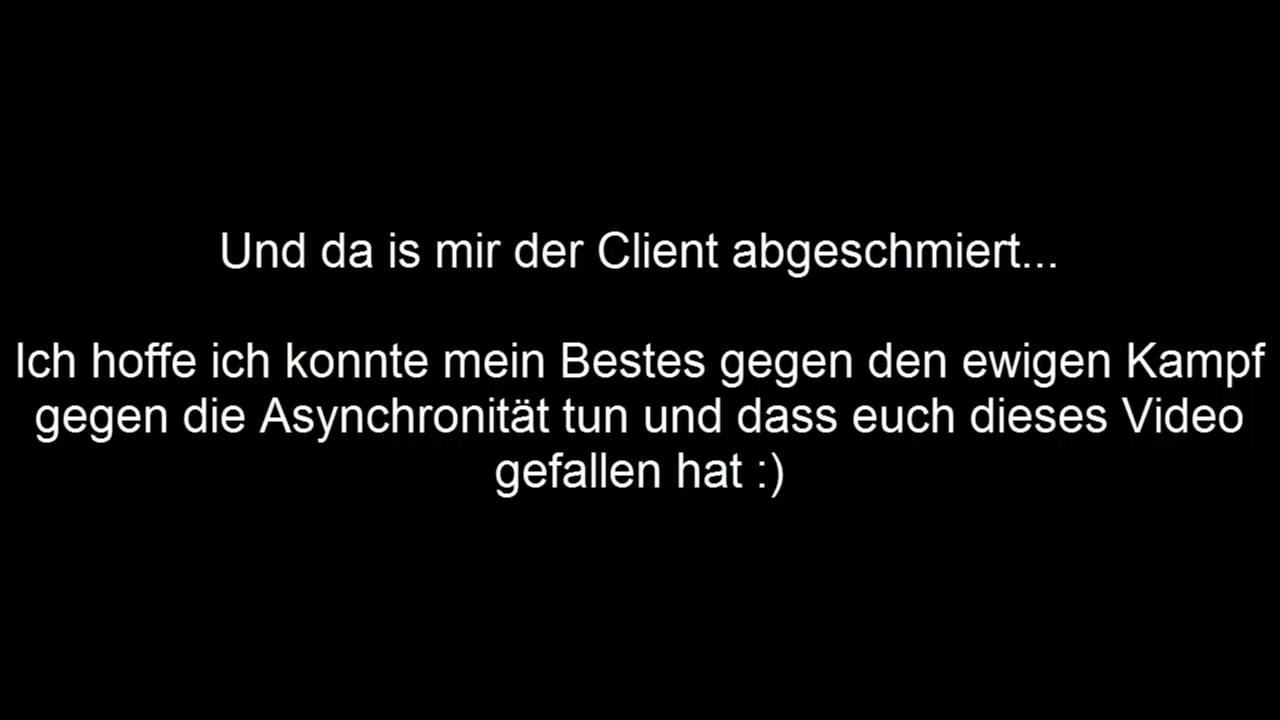 Und da is mir der Client abgeschmiert...
Ich hoffe ich konnte mein Bestes gegen den ewigen Kampf
gegen die Asynchronität tun und dass euch dieses Video
gefallen hat :)